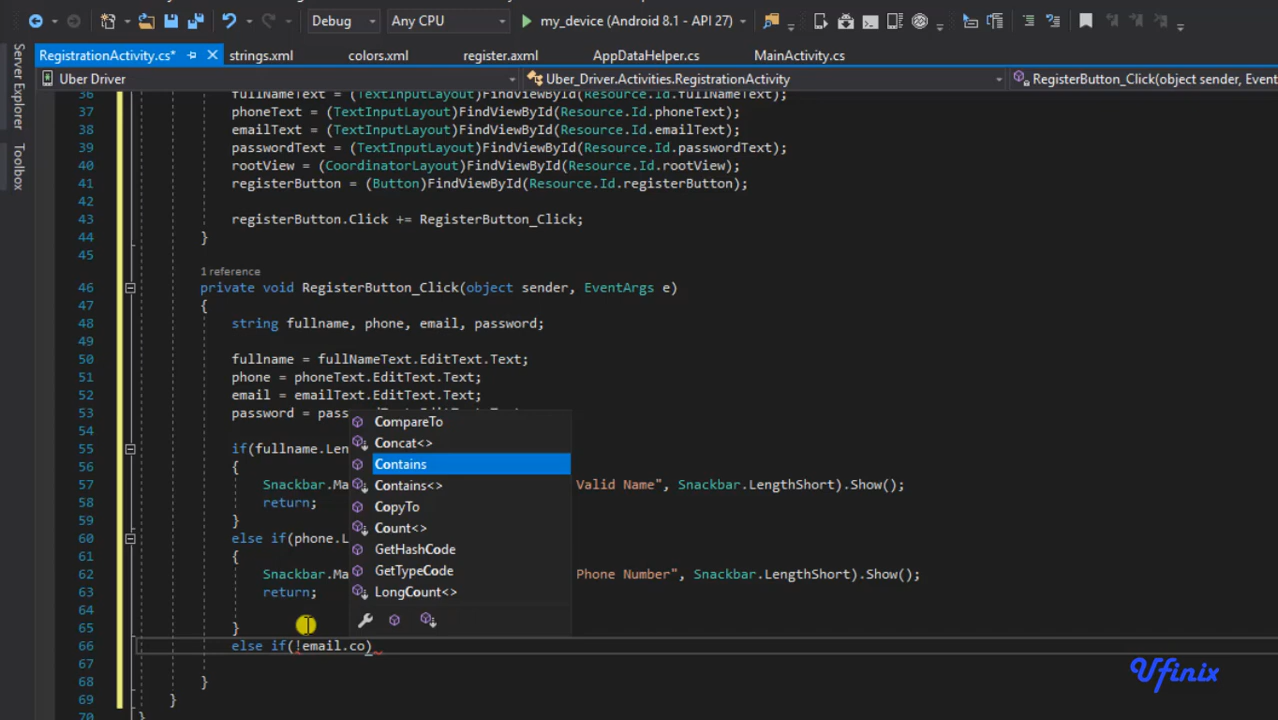 Debug Any CPU my_device (Android 8.1 - API 27)
RegistrationActivity.cs* strings.xml colors.xml register.axml AppDataHelper.cs MainActivity.cs
Server Explorer
Toolbox
Uber Driver Uber_Driver.Activities.RegistrationActivity RegisterButton_Click(object sender, Event
36 fullNameText = (TextInputLayout)FindViewById(Resource.Id.fullNameText);
37 phoneText = (TextInputLayout)FindViewById(Resource.Id.phoneText);
38 emailText = (TextInputLayout)FindViewById(Resource.Id.emailText);
39 passwordText = (TextInputLayout)FindViewById(Resource.Id.passwordText);
40 rootView = (CoordinatorLayout)FindViewById(Resource.Id.rootView);
41 registerButton = (Button)FindViewById(Resource.Id.registerButton);
42
43 registerButton.Click += RegisterButton_Click;
44 }
45
1 reference
46 private void RegisterButton_Click(object sender, EventArgs e)
47 {
48 string fullname, phone, email, password;
49
50 fullname = fullNameText.EditText.Text;
51 phone = phoneText.EditText.Text;
52 email = emailText.EditText.Text;
53 password = pass
54
55 if(fullname.Len
56 {
57 Snackbar.Ma Valid Name", Snackbar.LengthShort).Show();
58 return;
59 }
60 else if(phone.L
61 {
62 Snackbar.Ma Phone Number", Snackbar.LengthShort).Show();
63 return;
64
65 }
66 else if(!email.co)
67
68 }
69 }
70 }
CompareTo
Concat<>
Contains
Contains<>
CopyTo
Count<>
GetHashCode
GetTypeCode
LongCount<>
Ufinix